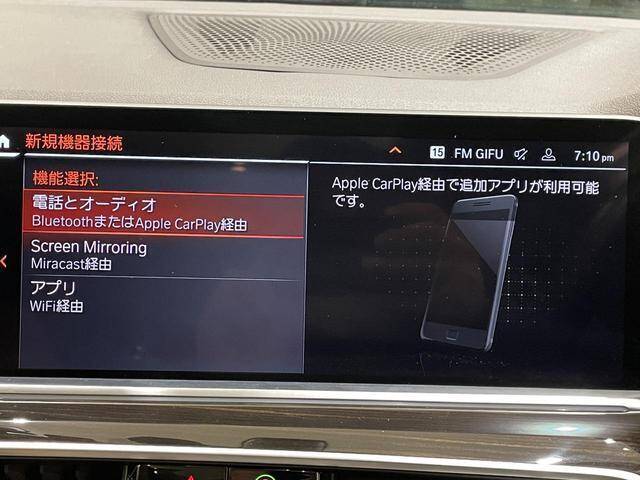 新規機器接続
15 FM GIFU 7:10 pm
機能選択:
電話とオーディオ
BluetoothまたはApple CarPlay経由
Screen Mirroring
Miracast経由
アプリ
WiFi経由
Apple CarPlay経由で追加アプリが利用可能
です。